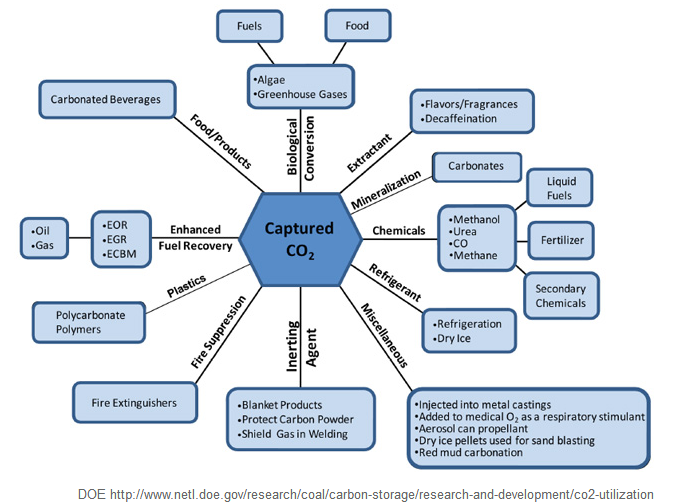 Fuels
Food
•Algae
•Greenhouse Gases
Biological
Conversion
Carbonated Beverages
Food/Products
•Flavors/Fragrances
•Decaffeination
Extractant
Mineralization
Carbonates
Captured
CO₂
Chemicals
•Methanol
•Urea
•CO
•Methane
Liquid
Fuels
Fertilizer
Secondary
Chemicals
•Oil
•Gas
•EOR
•EGR
•ECBM
Enhanced
Fuel Recovery
Plastics
Polycarbonate
Polymers
Refrigerant
•Refrigeration
•Dry Ice
Fire Suppression
Fire Extinguishers
Inerting
Agent
•Blanket Products
•Protect Carbon Powder
•Shield Gas in Welding
Miscellaneous
•Injected into metal castings
•Added to medical O₂ as a respiratory stimulant
•Aerosol can propellant
•Dry ice pellets used for sand blasting
•Red mud carbonation
DOE http://www.netl.doe.gov/research/coal/carbon-storage/research-and-development/co2-utilization